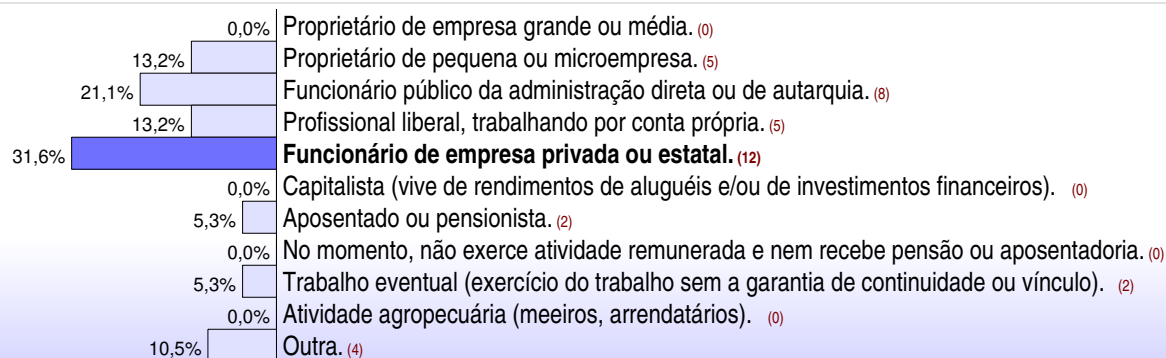 0,0% Proprietário de empresa grande ou média. (0)
13,2% Proprietário de pequena ou microempresa. (5)
21,1% Funcionário público da administração direta ou de autarquia. (8)
13,2% Profissional liberal, trabalhando por conta própria. (5)
31,6% Funcionário de empresa privada ou estatal. (12)
0,0% Capitalista (vive de rendimentos de aluguéis e/ou de investimentos financeiros). (0)
5,3% Aposentado ou pensionista. (2)
0,0% No momento, não exerce atividade remunerada e nem recebe pensão ou aposentadoria. (0)
5,3% Trabalho eventual (exercício do trabalho sem a garantia de continuidade ou vínculo). (2)
0,0% Atividade agropecuária (meeiros, arrendatários). (0)
10,5% Outra. (4)